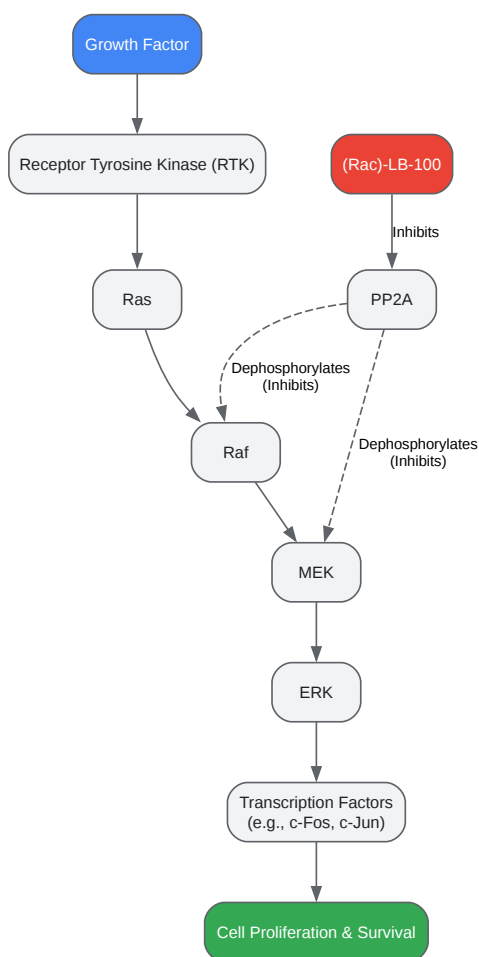 Growth Factor
Receptor Tyrosine Kinase (RTK)
(Rac)-LB-100
Inhibits
Ras
PP2A
Dephosphorylates
(Inhibits)
Raf
Dephosphorylates
(Inhibits)
MEK
ERK
Transcription Factors
(e.g., c-Fos, c-Jun)
Cell Proliferation & Survival